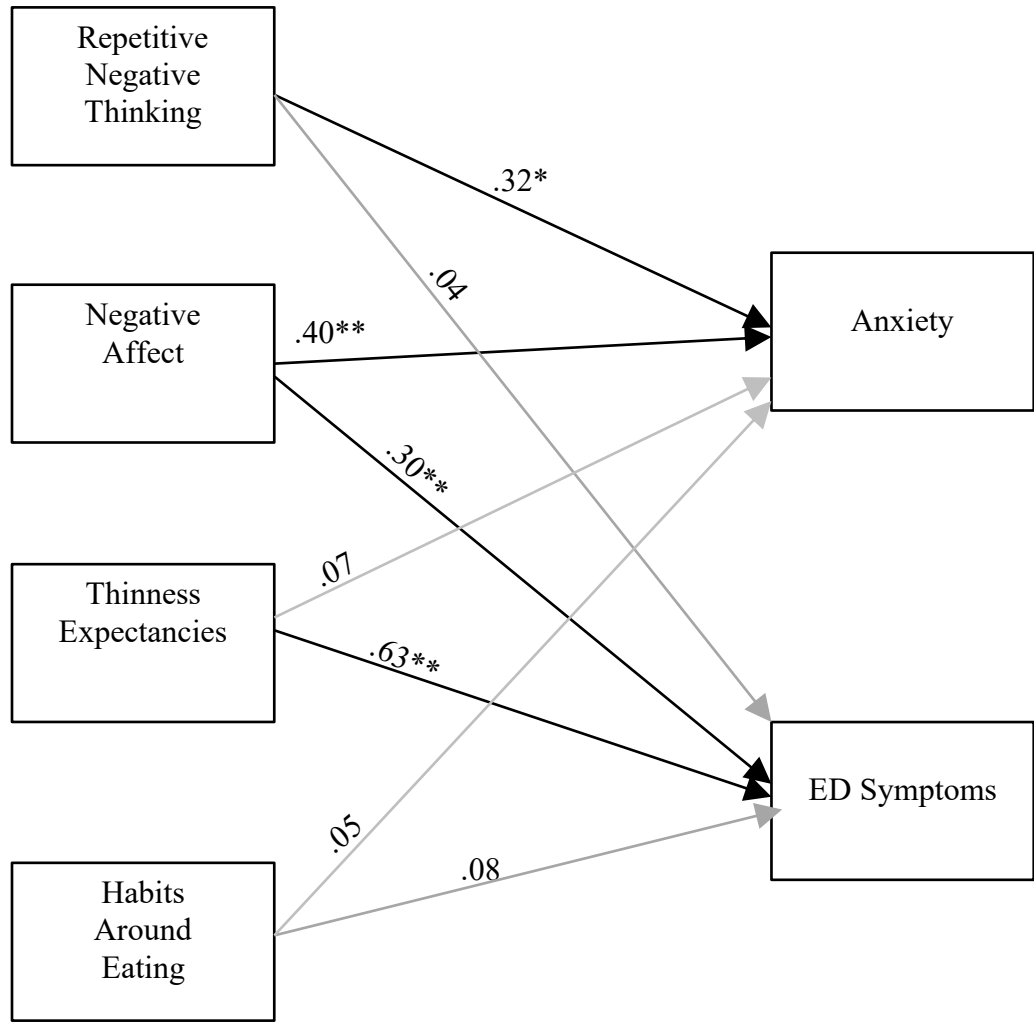 Repetitive
Negative
Thinking
.32*
.04
Negative
Affect
.40**
Anxiety
.30**
Thinness
Expectancies
.07
.63**
ED Symptoms
.05
.08
Habits
Around
Eating